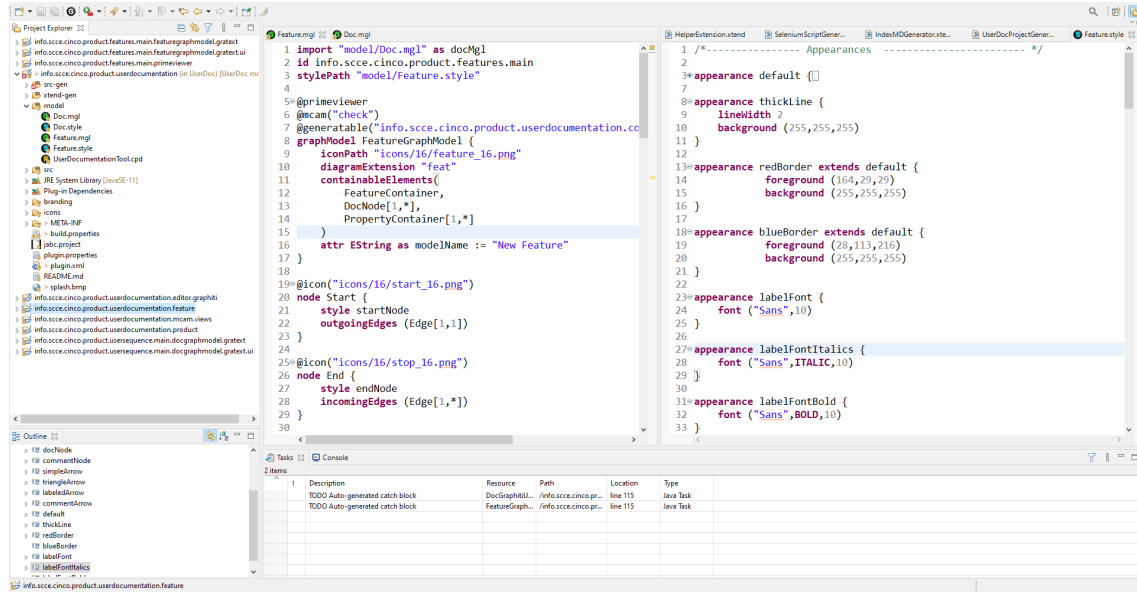 Project Explorer
info.scce.cinco.product.features.main.featuregraphmodel.gratext
info.scce.cinco.product.features.main.featuregraphmodel.gratext.ui
info.scce.cinco.product.features.main.primeviewer
> info.scce.cinco.product.userdocumentation (in UserDoc) [UserDoc ma
src-gen
xtend-gen
model
Doc.mgl
Doc.style
Feature.mgl
Feature.style
UserDocumentationTool.cpd
src
JRE System Library [JavaSE-11]
Plug-in Dependencies
branding
icons
> META-INF
> build.properties
jabc.project
plugin.properties
> plugin.xml
README.md
> splash.bmp
info.scce.cinco.product.userdocumentation.editor.graphiti
info.scce.cinco.product.userdocumentation.feature
info.scce.cinco.product.userdocumentation.mcam.views
info.scce.cinco.product.userdocumentation.product
info.scce.cinco.product.usersequence.main.docgraphmodel.gratext
info.scce.cinco.product.usersequence.main.docgraphmodel.gratext.ui
Outline
docNode
commentNode
simpleArrow
triangleArrow
labeledArrow
commentArrow
default
thickLine
redBorder
blueBorder
labelFont
labelFontItalics
Feature.mgl Doc.mgl
1 import "model/Doc.mgl" as docMgl
2 id info.scce.cinco.product.features.main
3 stylePath "model/Feature.style"
4
5 @primeviewer
6 @mcam("check")
7 @generatable("info.scce.cinco.product.userdocumentation.co
8 graphModel FeatureGraphModel {
9 iconPath "icons/16/feature_16.png"
10 diagramExtension "feat"
11 containableElements(
12 FeatureContainer,
13 DocNode[1,*],
14 PropertyContainer[1,*]
15 )
16 attr EString as modelName := "New Feature"
17 }
18
19 @icon("icons/16/start_16.png")
20 node Start {
21 style startNode
22 outgoingEdges (Edge[1,1])
23 }
24
25 @icon("icons/16/stop_16.png")
26 node End {
27 style endNode
28 incomingEdges (Edge[1,*])
29 }
30
HelperExtension.xtend SeleniumScriptGener... IndexMDGenerator.xte... UserDocProjectGener... Feature.style
1 /*---------------- Appearances ------------------------ */
2
3 appearance default {
7
8 appearance thickLine {
9 lineWidth 2
10 background (255,255,255)
11 }
12
13 appearance redBorder extends default {
14 foreground (164,29,29)
15 background (255,255,255)
16 }
17
18 appearance blueBorder extends default {
19 foreground (28,113,216)
20 background (255,255,255)
21 }
22
23 appearance labelFont {
24 font ("Sans",10)
25 }
26
27 appearance labelFontItalics {
28 font ("Sans",ITALIC,10)
29 }
30
31 appearance labelFontBold {
32 font ("Sans",BOLD,10)
33 }
Tasks Console
2 items
! Description Resource Path Location Type
TODO Auto-generated catch block DocGraphitiU... /info.scce.cinco.pr... line 115 Java Task
TODO Auto-generated catch block FeatureGraph... /info.scce.cinco.pr... line 115 Java Task
info.scce.cinco.product.userdocumentation.feature